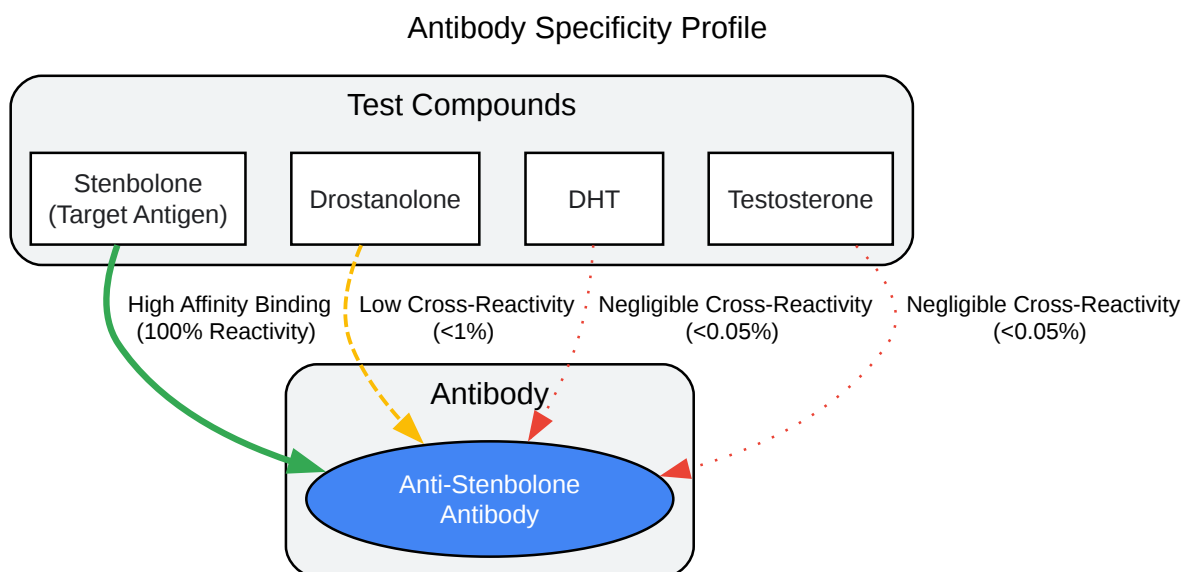 Antibody Specificity Profile
Test Compounds
Stenbolone
(Target Antigen)
Drostanolone
DHT
Testosterone
High Affinity Binding
(100% Reactivity)
Low Cross-Reactivity
(<1%)
Negligible Cross-Reactivity
(<0.05%)
Negligible Cross-Reactivity
(<0.05%)
Antibody
Anti-Stenbolone
Antibody